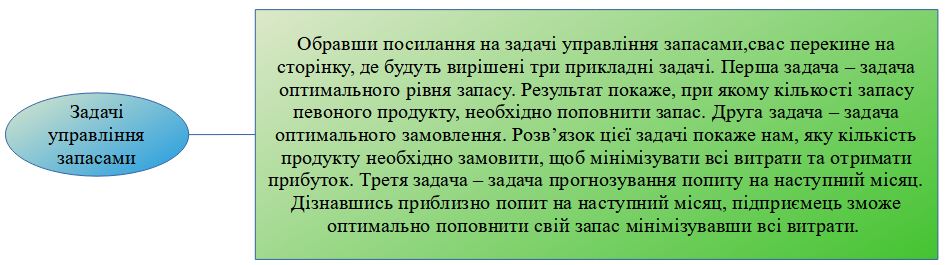 Задачі
управління
запасами
Обравши посилання на задачі управління запасами,свас перекине на
сторінку, де будуть вирішені три прикладні задачі. Перша задача – задача
оптимального рівня запасу. Результат покаже, при якому кількості запасу
певоного продукту, необхідно поповнити запас. Друга задача – задача
оптимального замовлення. Розв’язок цієї задачі покаже нам, яку кількість
продукту необхідно замовити, щоб мінімізувати всі витрати та отримати
прибуток. Третя задача – задача прогнозування попиту на наступний місяц.
Дізнавшись приблизно попит на наступний місяц, підприємець зможе
оптимально поповнити свій запас мінімізувавши всі витрати.